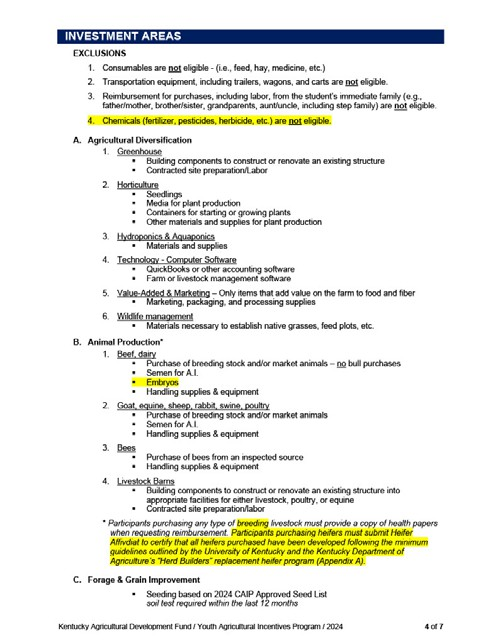 INVESTMENT AREAS
EXCLUSIONS
1. Consumables are not eligible - (i.e., feed, hay, medicine, etc.)
2. Transportation equipment, including trailers, wagons, and carts are not eligible.
3. Reimbursement for purchases, including labor, from the student's immediate family (e.g.,
father/mother, brother/sister, grandparents, aunt/uncle, including step family) are not eligible.
4. Chemicals (fertilizer, pesticides, herbicide, etc.) are not eligible.
A. Agricultural Diversification
1. Greenhouse
▪ Building components to construct or renovate an existing structure
▪ Contracted site preparation/Labor
2. Horticulture
▪ Seedlings
▪ Media for plant production
▪ Containers for starting or growing plants
▪ Other materials and supplies for plant production
3. Hydroponics & Aquaponics
▪ Materials and supplies
4. Technology - Computer Software
▪ QuickBooks or other accounting software
▪ Farm or livestock management software
5. Value-Added & Marketing – Only items that add value on the farm to food and fiber
▪ Marketing, packaging, and processing supplies
6. Wildlife management
▪ Materials necessary to establish native grasses, feed plots, etc.
B. Animal Production*
1. Beef, dairy
▪ Purchase of breeding stock and/or market animals – no bull purchases
▪ Semen for A.I.
▪ Embryos
▪ Handling supplies & equipment
2. Goat, equine, sheep, rabbit, swine, poultry
▪ Purchase of breeding stock and/or market animals
▪ Semen for A.I.
▪ Handling supplies & equipment
3. Bees
▪ Purchase of bees from an inspected source
▪ Handling supplies & equipment
4. Livestock Barns
▪ Building components to construct or renovate an existing structure into
appropriate facilities for either livestock, poultry, or equine
▪ Contracted site preparation/labor
* Participants purchasing any type of breeding livestock must provide a copy of health papers
when requesting reimbursement. Participants purchasing heifers must submit Heifer
Affivdiat to certify that all heifers purchased have been developed following the minimum
guidelines outlined by the University of Kentucky and the Kentucky Department of
Agriculture's "Herd Builders" replacement heifer program (Appendix A).
C. Forage & Grain Improvement
▪ Seeding based on 2024 CAIP Approved Seed List
soil test required within the last 12 months
Kentucky Agricultural Development Fund / Youth Agricultural Incentives Program / 2024 4 of 7